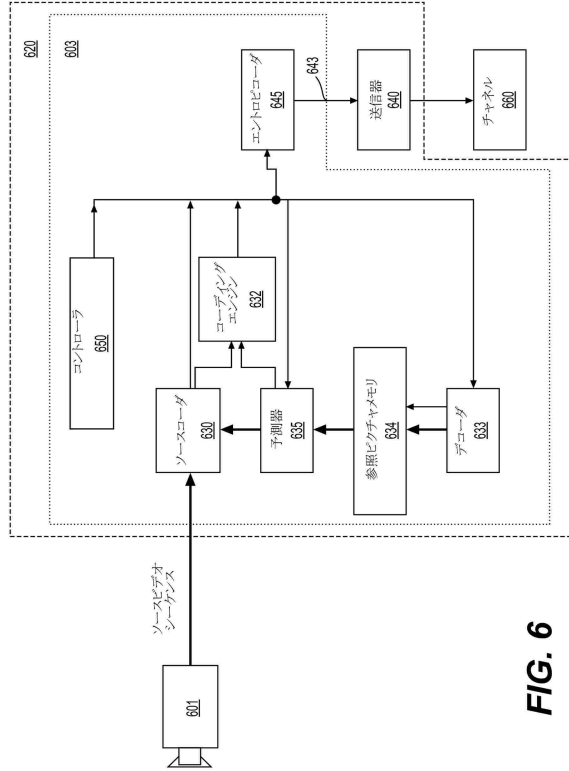 620
603
コントローラ
650
エントロピコーダ
645
643
送信器
640
チャネル
660
コーディング
エンジン
632
ソースビデオ
シーケンス
ソースコーダ
630
予測器
635
参照ピクチャメモリ
634
デコーダ
633
601
FIG. 6